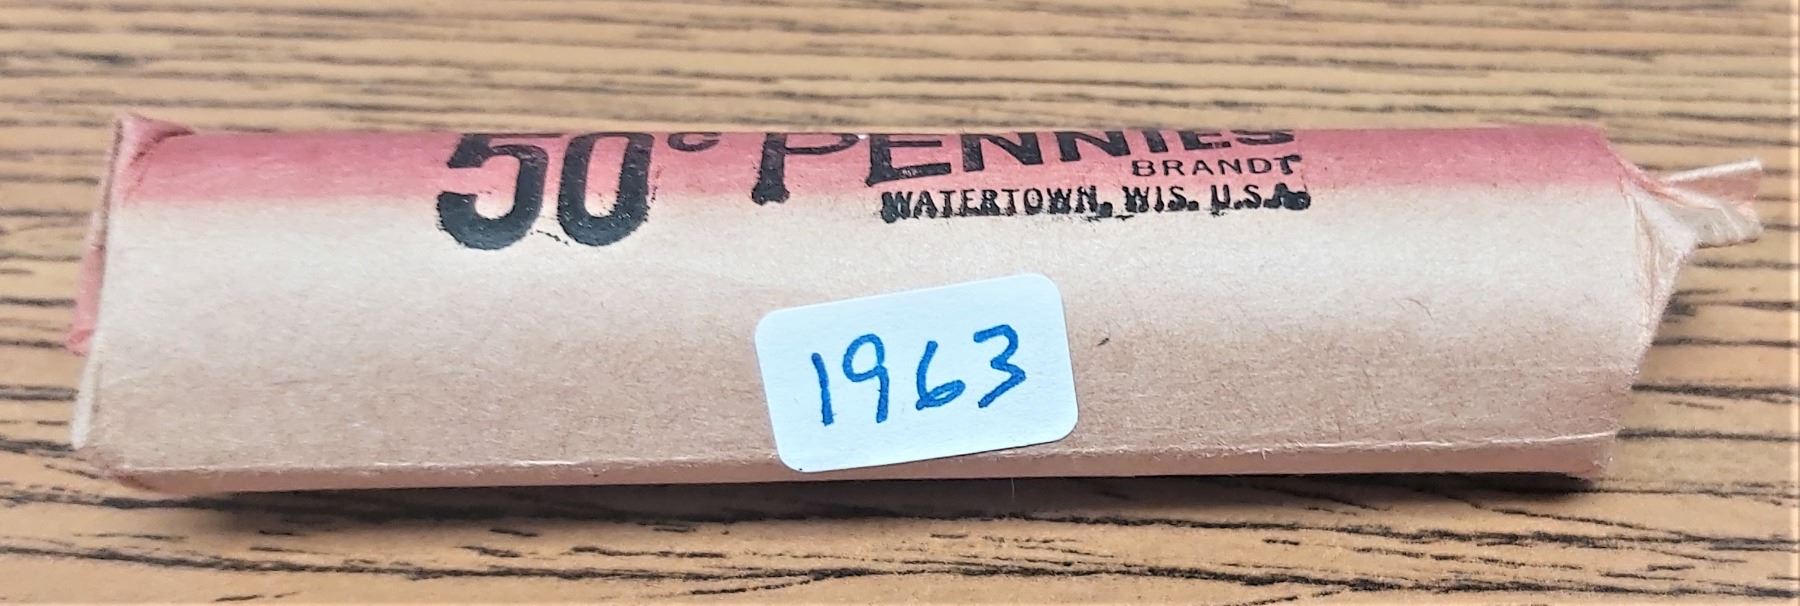 50¢ PENNIES
BRANDT
WATERTOWN, WIS. U.S.A.
1963